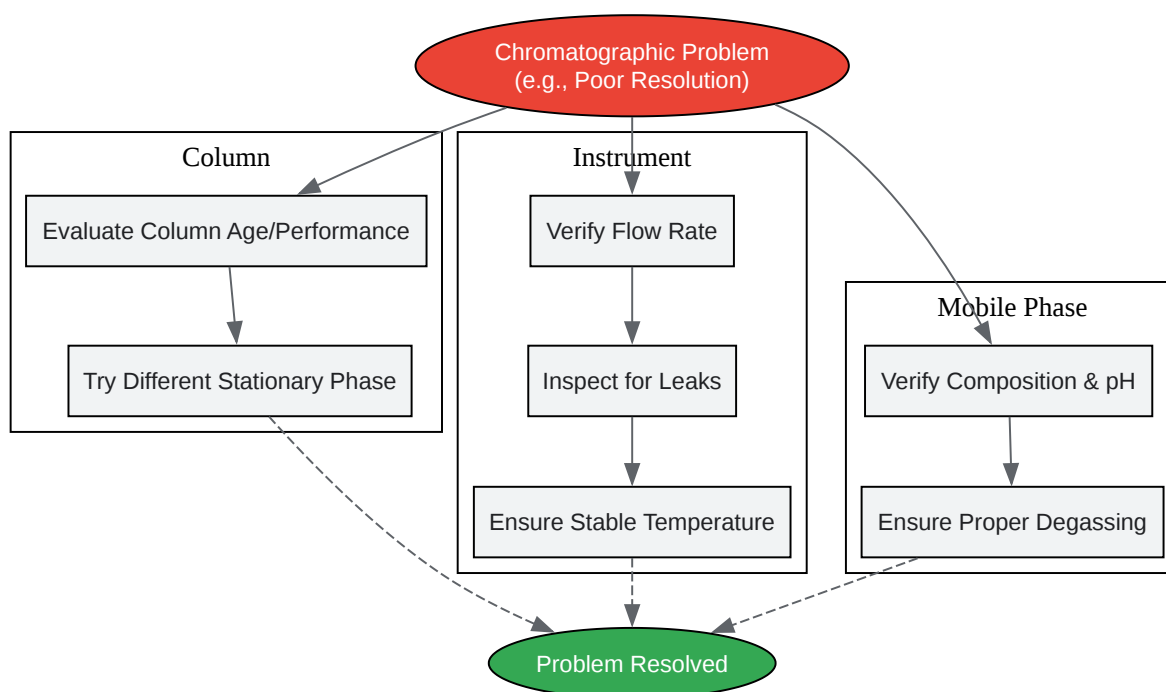 Chromatographic Problem
(e.g., Poor Resolution)
Column
Evaluate Column Age/Performance
Try Different Stationary Phase
Instrument
Verify Flow Rate
Inspect for Leaks
Ensure Stable Temperature
Mobile Phase
Verify Composition & pH
Ensure Proper Degassing
Problem Resolved